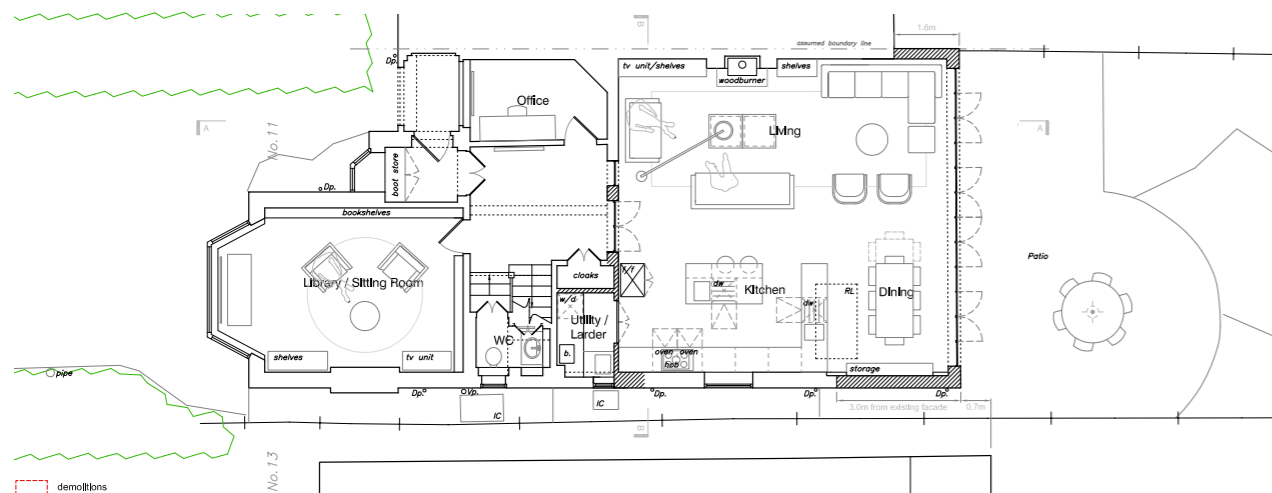 B
1.6m
assumed boundary line
Dp.
tv unit/shelves
shelves
woodburner
Office
Living
A
A
No.11
boot store
Dp.
bookshelves
Library / Sitting Room
cloaks
f/f
dw
Kitchen
RL
Dining
Patio
w/d
dw
Utility /
Larder
WC
b.
oven oven
hob
shelves
tv unit
storage
pipe
Dp.
Vp.
IC
IC
Dp.
Dp.
Dp.
3.0m from existing facade
0.7m
B
No.13
demolitions